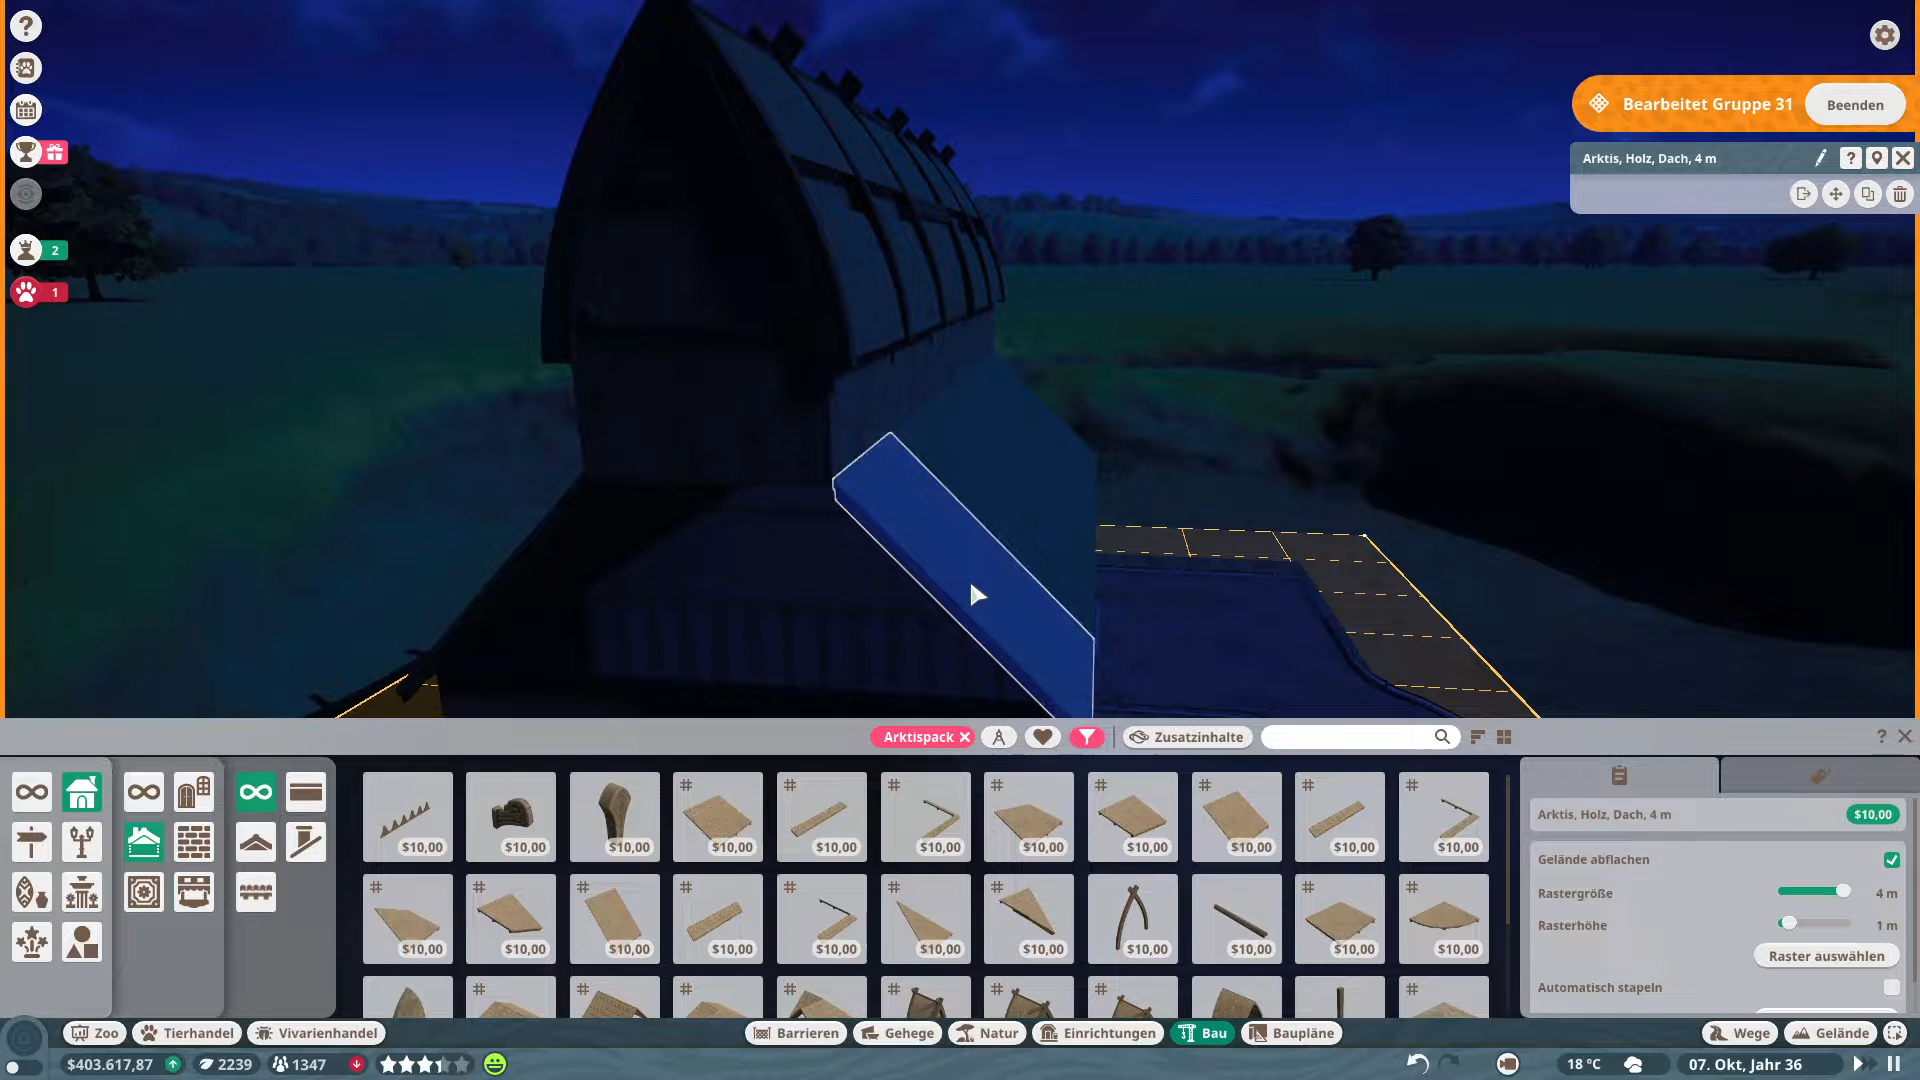 ?
Bearbeitet Gruppe 31 Beenden
Arktis, Holz, Dach, 4 m ?
2
1
Arktispack Zusatzinhalte ?
$10,00 $10,00 $10,00 $10,00 $10,00 $10,00 $10,00 $10,00 $10,00 $10,00 $10,00
$10,00 $10,00 $10,00 $10,00 $10,00 $10,00 $10,00 $10,00 $10,00 $10,00 $10,00
Arktis, Holz, Dach, 4 m $10,00
Gelände abflachen
Rastergröße 4 m
Rasterhöhe 1 m
Raster auswählen
Automatisch stapeln
Zoo Tierhandel Vivarienhandel Barrieren Gehege Natur Einrichtungen Bau Baupläne Wege Gelände
$403.617,87 2239 1347 18 °C 07. Okt, Jahr 36